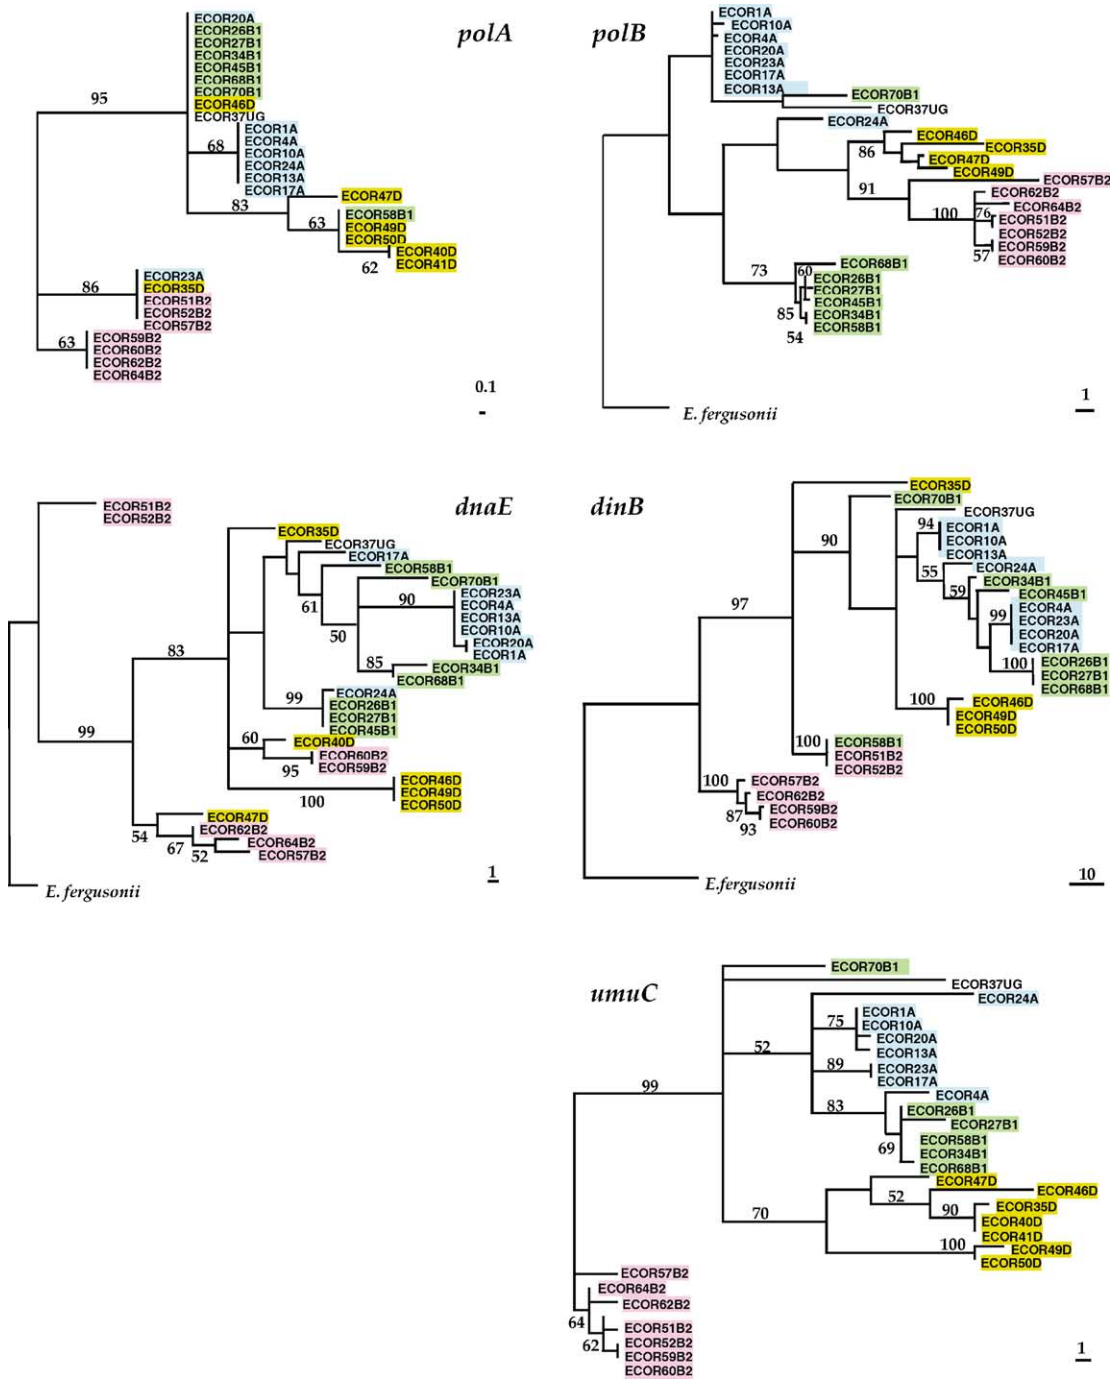 polA
ECOR20A
ECOR26B1
ECOR27B1
ECOR34B1
ECOR45B1
ECOR68B1
ECOR70B1
ECOR46D
ECOR37UG
95
ECOR1A
ECOR4A
ECOR10A
ECOR24A
ECOR13A
ECOR17A
68
83
ECOR47D
63
ECOR58B1
ECOR49D
ECOR50D
ECOR40D
ECOR41D
62
86
ECOR23A
ECOR35D
ECOR51B2
ECOR52B2
ECOR57B2
63
ECOR59B2
ECOR60B2
ECOR62B2
ECOR64B2
0.1
polB
ECOR1A
ECOR10A
ECOR4A
ECOR20A
ECOR23A
ECOR17A
ECOR13A
ECOR70B1
ECOR37UG
ECOR24A
ECOR46D
86
ECOR35D
ECOR47D
ECOR49D
91
ECOR57B2
ECOR62B2
ECOR64B2
100
76
ECOR51B2
ECOR52B2
57
ECOR59B2
ECOR60B2
73
ECOR68B1
60
ECOR26B1
ECOR27B1
ECOR45B1
85
ECOR34B1
ECOR58B1
54
E. fergusonii
1
dnaE
ECOR51B2
ECOR52B2
ECOR35D
ECOR37UG
ECOR17A
ECOR58B1
61
ECOR70B1
50
90
ECOR23A
ECOR4A
ECOR13A
ECOR10A
ECOR20A
ECOR1A
85
ECOR34B1
ECOR68B1
83
99
ECOR24A
ECOR26B1
ECOR27B1
ECOR45B1
99
60
ECOR40D
ECOR60B2
ECOR59B2
95
100
ECOR46D
ECOR49D
ECOR50D
54
ECOR47D
ECOR62B2
67
52
ECOR64B2
ECOR57B2
E. fergusonii
1
dinB
ECOR35D
ECOR70B1
90
ECOR37UG
94
ECOR1A
ECOR10A
ECOR13A
ECOR24A
55
ECOR34B1
59
ECOR45B1
99
ECOR4A
ECOR23A
ECOR20A
ECOR17A
100
ECOR26B1
ECOR27B1
ECOR68B1
97
100
ECOR46D
ECOR49D
ECOR50D
100
ECOR58B1
ECOR51B2
ECOR52B2
100
ECOR57B2
ECOR62B2
87
ECOR59B2
93
ECOR60B2
E.fergusonii
10
umuC
ECOR70B1
ECOR37UG
ECOR24A
75
ECOR1A
ECOR10A
ECOR20A
ECOR13A
52
89
ECOR23A
ECOR17A
99
83
ECOR4A
ECOR26B1
ECOR27B1
69
ECOR58B1
ECOR34B1
ECOR68B1
ECOR47D
52
ECOR46D
70
90
ECOR35D
ECOR40D
ECOR41D
100
ECOR49D
ECOR50D
ECOR57B2
ECOR64B2
ECOR62B2
64
ECOR51B2
62
ECOR52B2
ECOR59B2
ECOR60B2
1